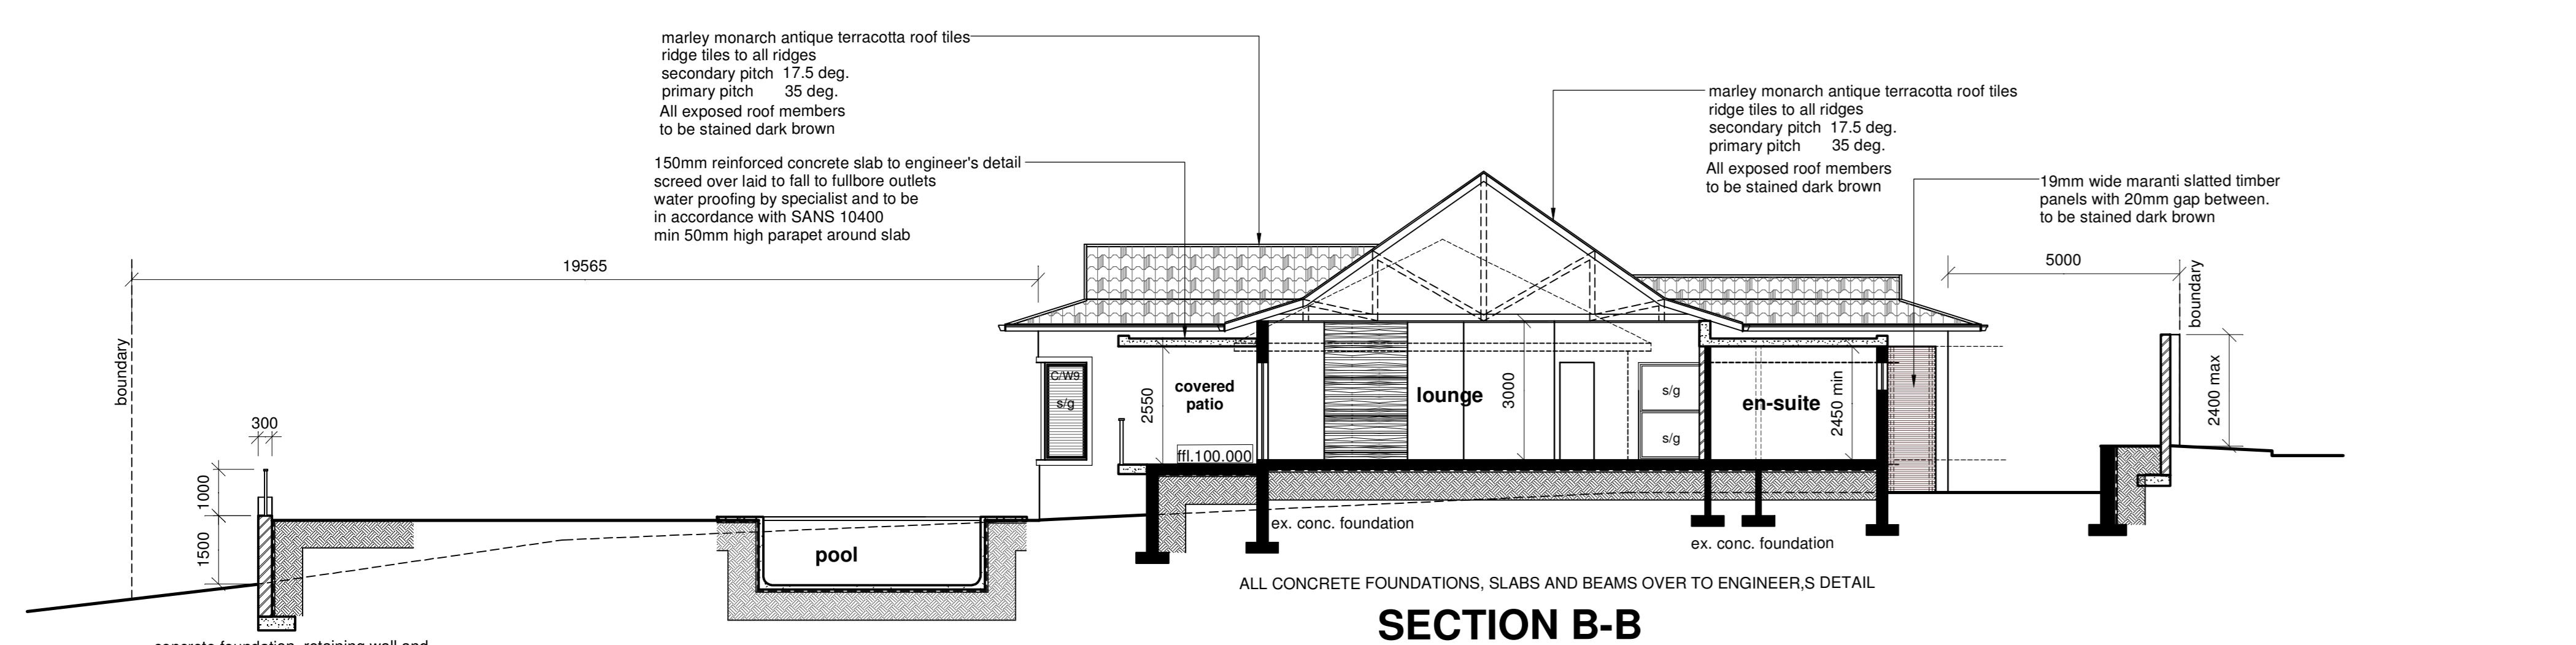 marley monarch antique terracotta roof tiles
ridge tiles to all ridges
secondary pitch 17.5 deg.
primary pitch 35 deg.
All exposed roof members
to be stained dark brown
150mm reinforced concrete slab to engineer's detail
screed over laid to fall to fullbore outlets
water proofing by specialist and to be
in accordance with SANS 10400
min 50mm high parapet around slab
marley monarch antique terracotta roof tiles
ridge tiles to all ridges
secondary pitch 17.5 deg.
primary pitch 35 deg.
All exposed roof members
to be stained dark brown
19mm wide maranti slatted timber
panels with 20mm gap between.
to be stained dark brown
19565
5000
boundary
boundary
300
1000
1500
C/W9
s/g
2550
covered
patio
ffl.100.000
lounge
3000
s/g
s/g
en-suite
2450 min
2400 max
pool
ex. conc. foundation
ex. conc. foundation
ALL CONCRETE FOUNDATIONS, SLABS AND BEAMS OVER TO ENGINEER,S DETAIL
SECTION B-B
concrete foundation, retaining wall and